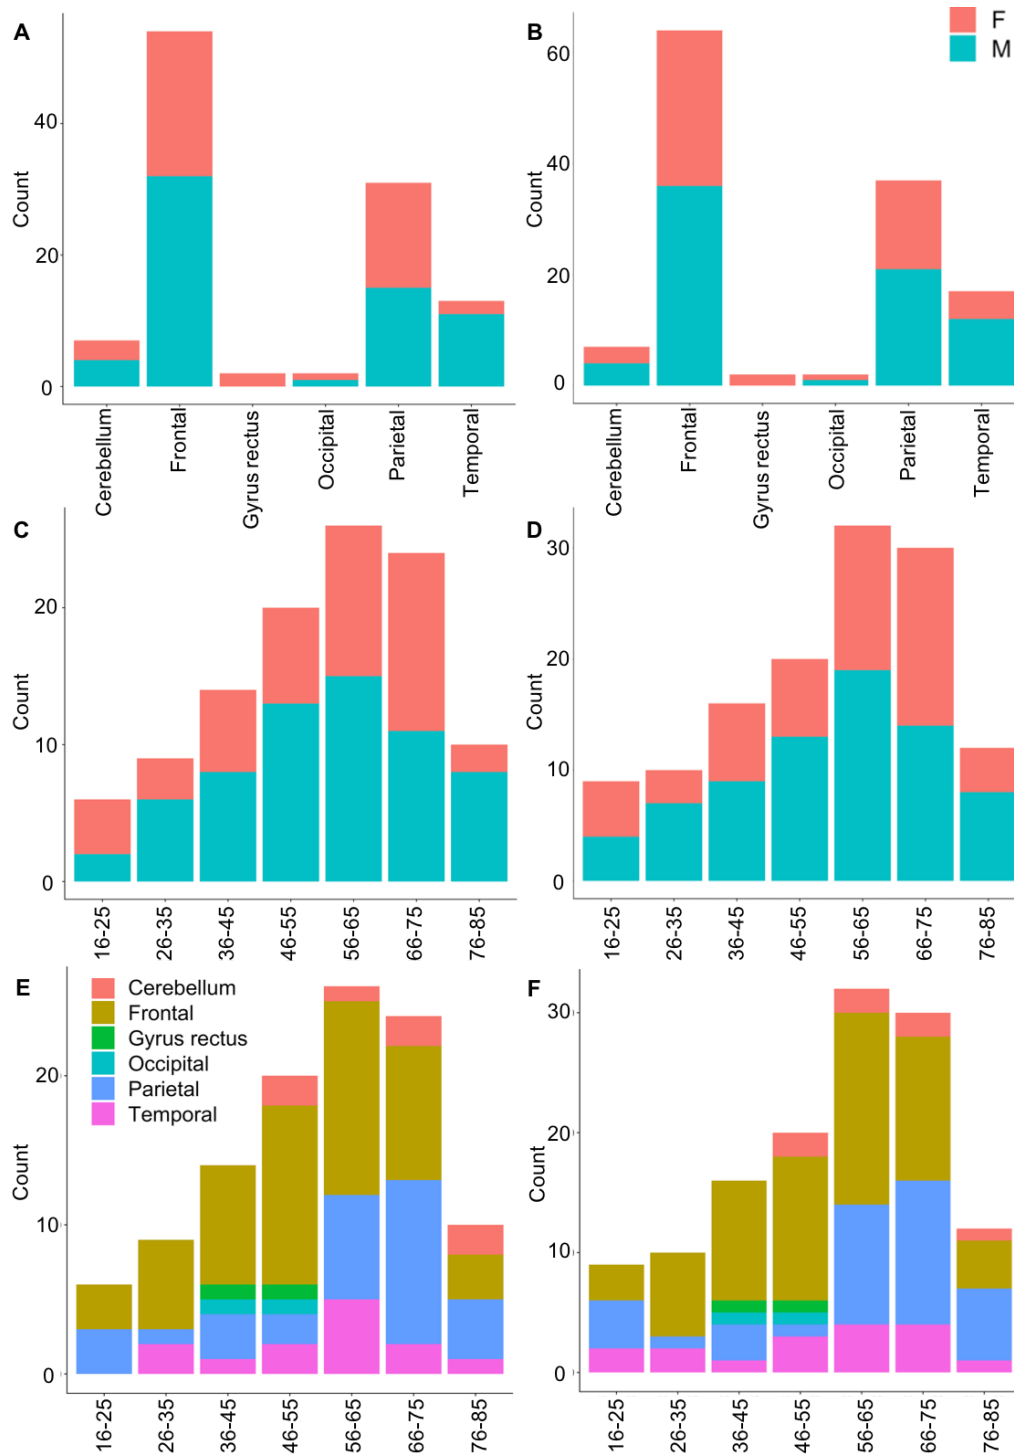 A
Count
40
20
0
Cerebellum
Frontal
Gyrus rectus
Occipital
Parietal
Temporal
B
F
M
Count
60
40
20
0
Cerebellum
Frontal
Gyrus rectus
Occipital
Parietal
Temporal
C
Count
20
10
0
16-25
26-35
36-45
46-55
56-65
66-75
76-85
D
Count
30
20
10
0
16-25
26-35
36-45
46-55
56-65
66-75
76-85
E
Cerebellum
Frontal
Gyrus rectus
Occipital
Parietal
Temporal
Count
20
10
0
16-25
26-35
36-45
46-55
56-65
66-75
76-85
F
Count
30
20
10
0
16-25
26-35
36-45
46-55
56-65
66-75
76-85